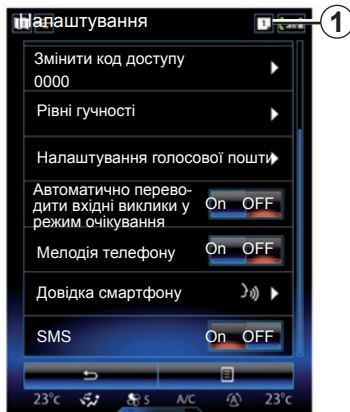 Налаштування
1
1
Змінити код доступу
0000
Рівні гучності
Налаштування голосової пошти
Автоматично перево-
дити вхідні виклики у
режим очікування
On OFF
Мелодія телефону
On OFF
Довідка смартфону
SMS
On OFF
23°c 5 A/C 23°c